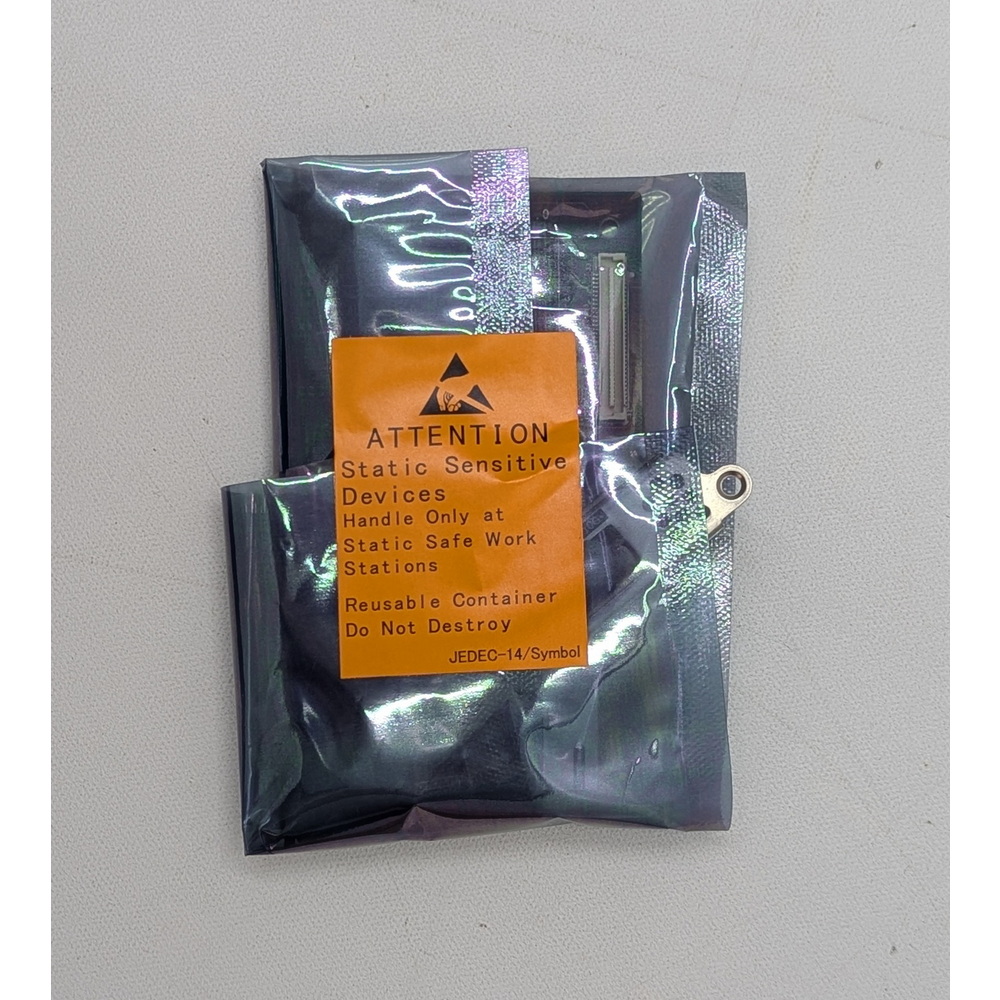 ATTENTION
Static Sensitive
Devices
Handle Only at
Static Safe Work
Stations
Reusable Container
Do Not Destroy
JEDEC-14/Symbol